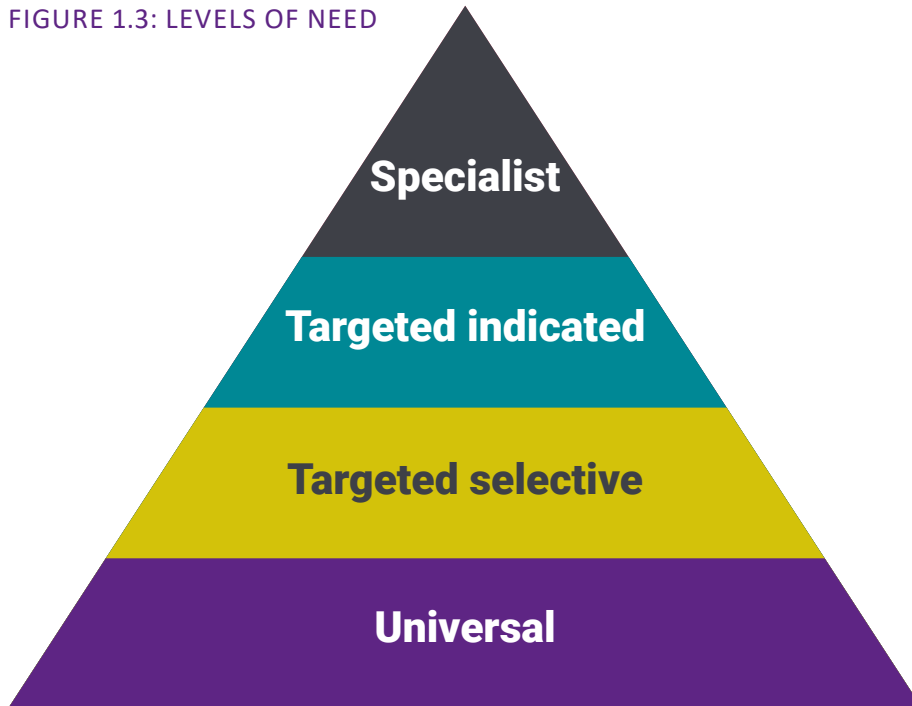 FIGURE 1.3: LEVELS OF NEED
Specialist
Targeted indicated
Targeted selective
Universal